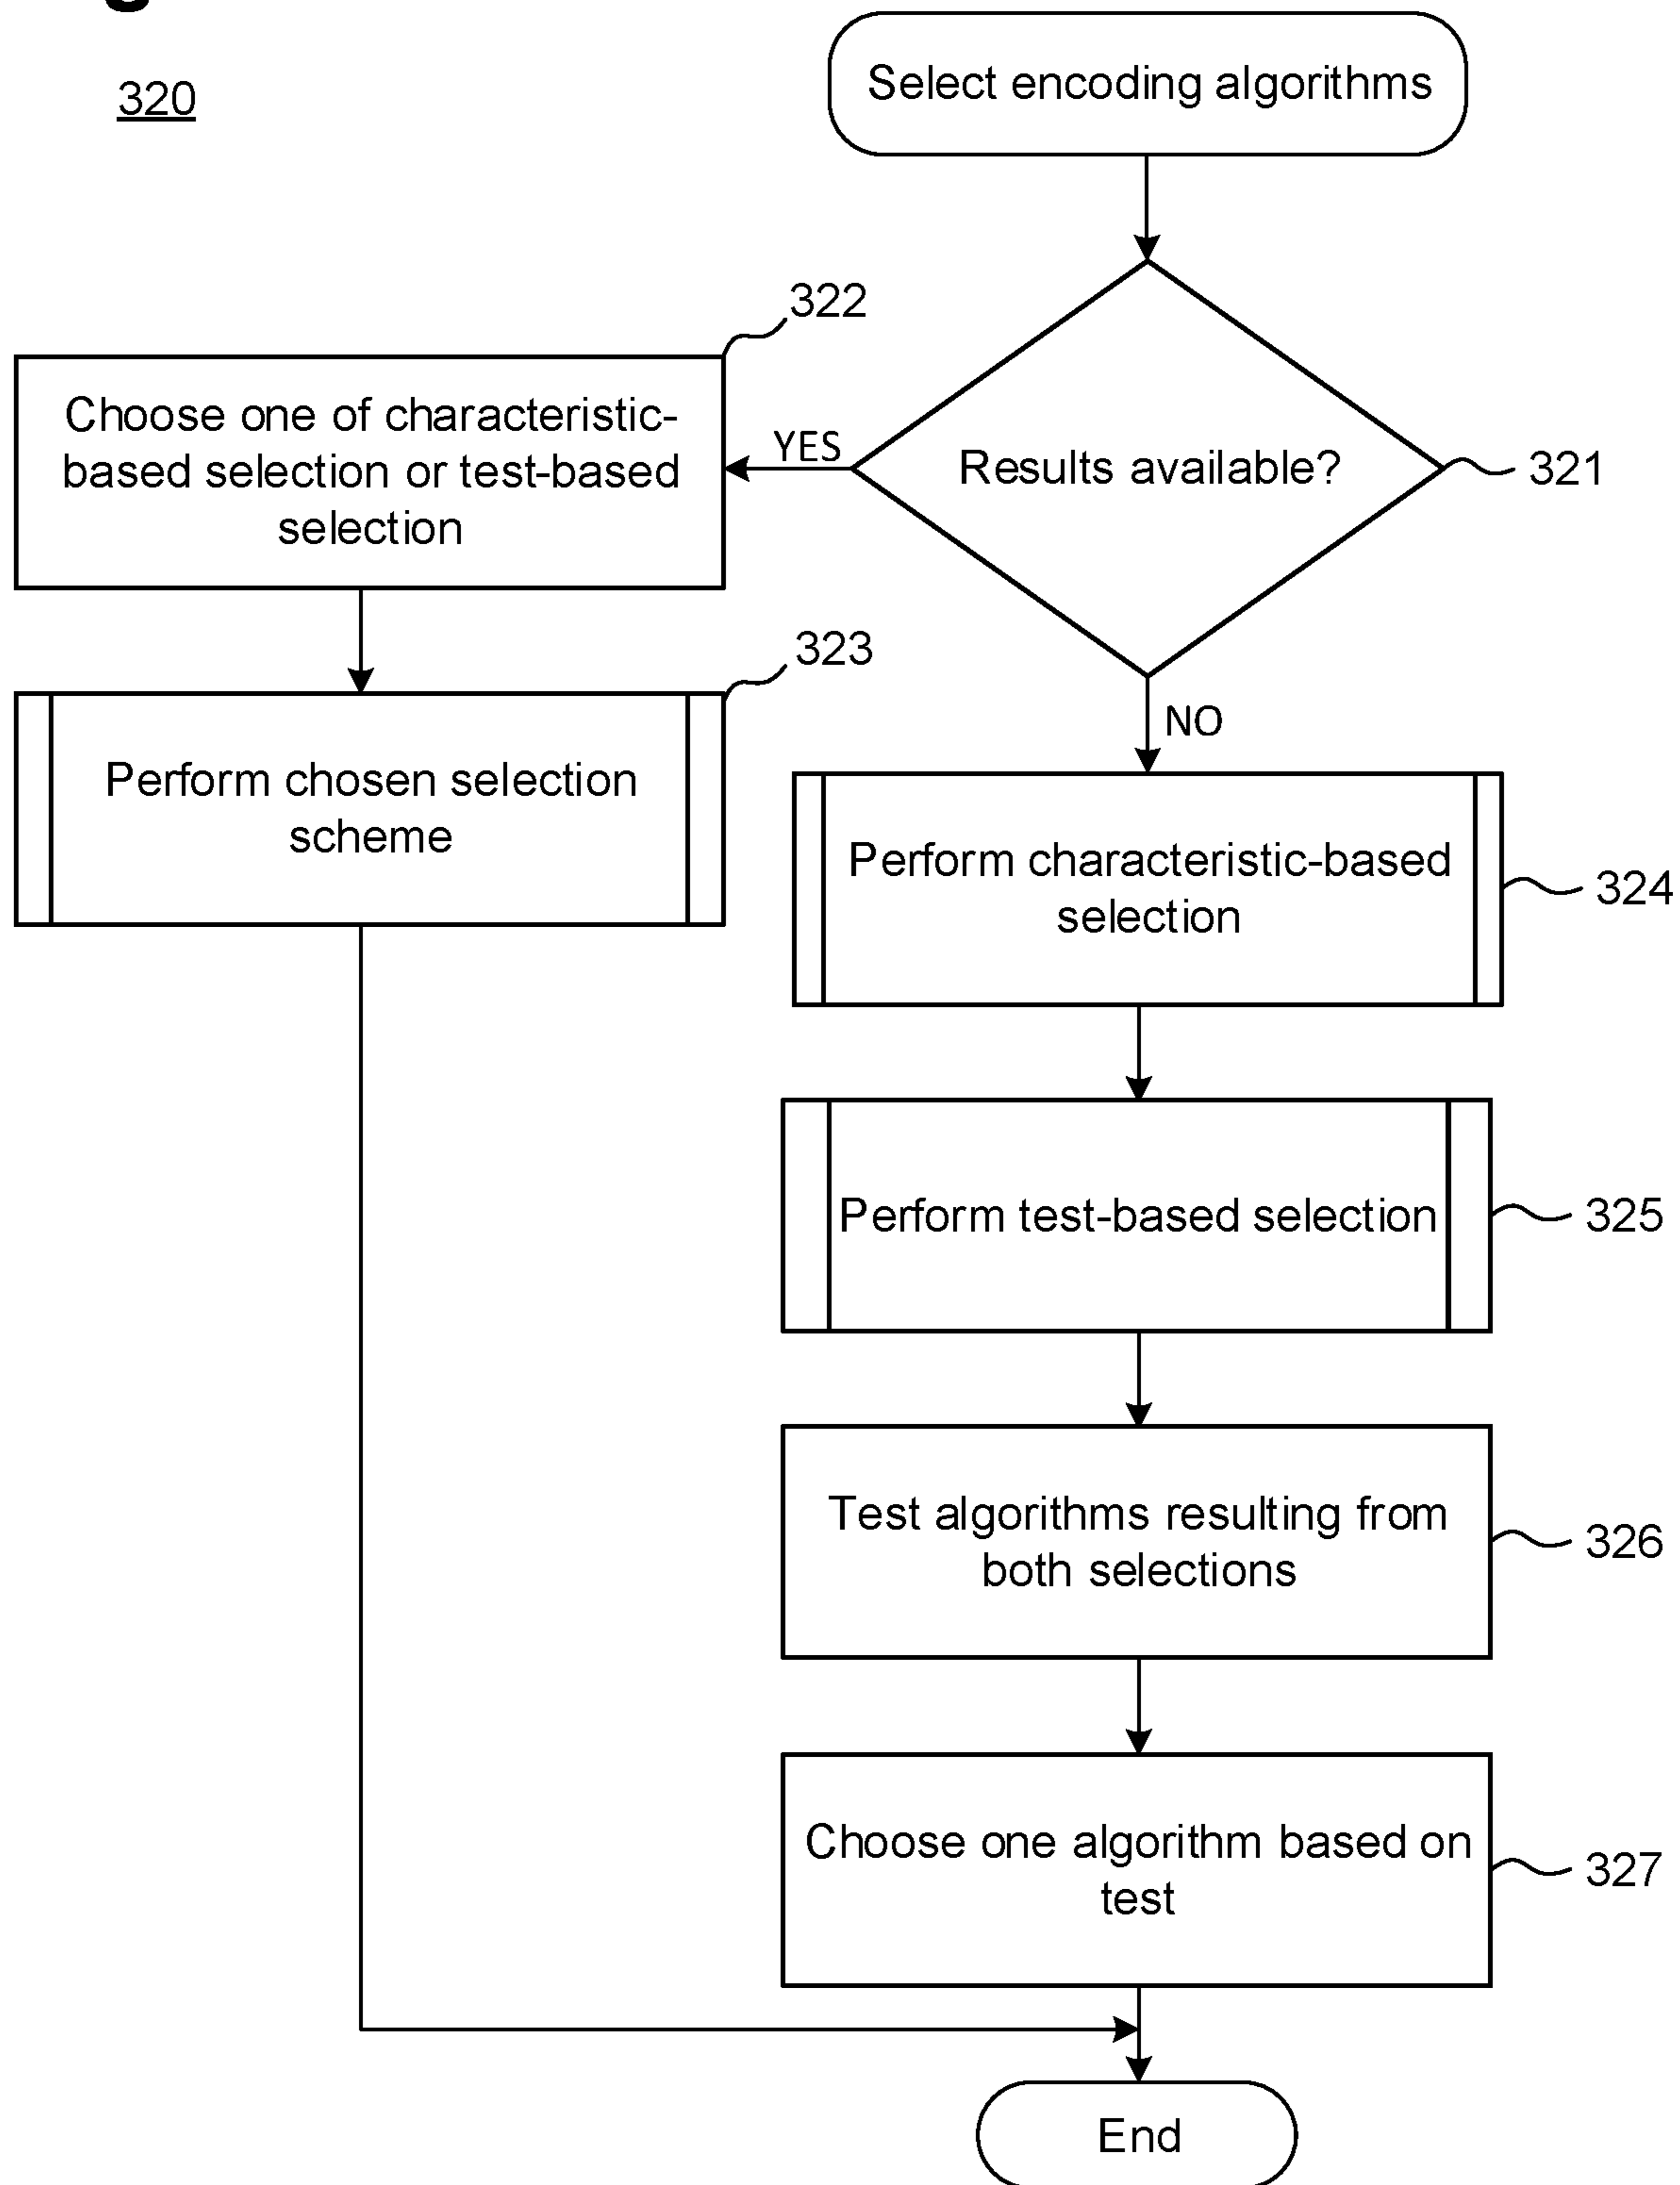 320
Select encoding algorithms
322
Choose one of characteristic-
based selection or test-based
selection
YES
Results available?
321
323
NO
Perform chosen selection
scheme
Perform characteristic-based
selection
324
Perform test-based selection
325
Test algorithms resulting from
both selections
326
Choose one algorithm based on
test
327
End